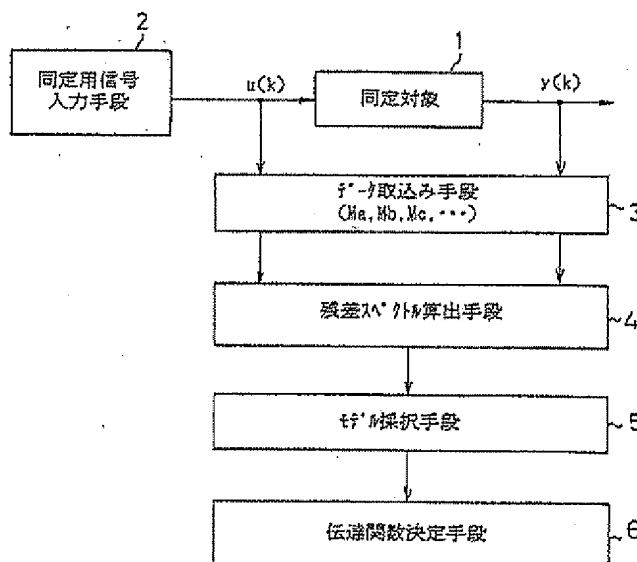 2
1
同定用信号
入力手段
u(k)
同定対象
y(k)
ﾃﾞｰﾀ取込み手段
(Ma,Mb,Mc,･･･)
3
残差ｽﾍﾟｸﾄﾙ算出手段
4
ﾓﾃﾞﾙ採択手段
5
伝達関数決定手段
6